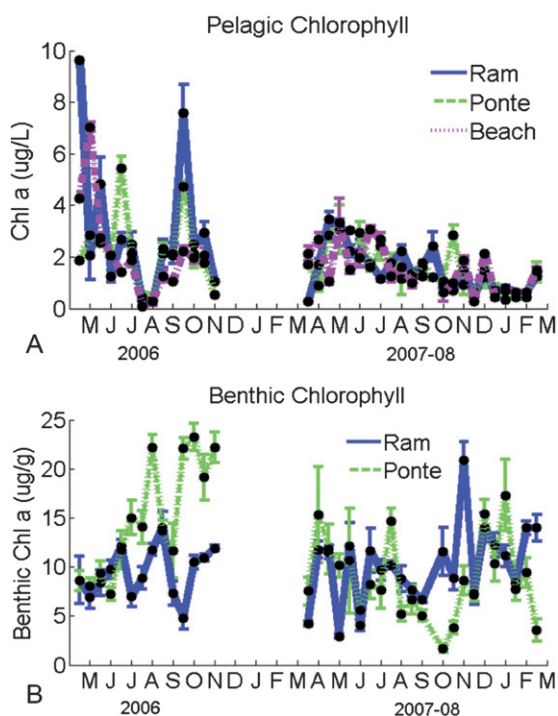 Pelagic Chlorophyll
10
8
6
4
2
0
Chl a (ug/L)
Ram
Ponte
Beach
M J J A S O N D J F M A M J J A S O N D J F M
A
2006
2007-08
Benthic Chlorophyll
25
20
15
10
5
0
Benthic Chl a (ug/g)
Ram
Ponte
M J J A S O N D J F M A M J J A S O N D J F M
B
2006
2007-08